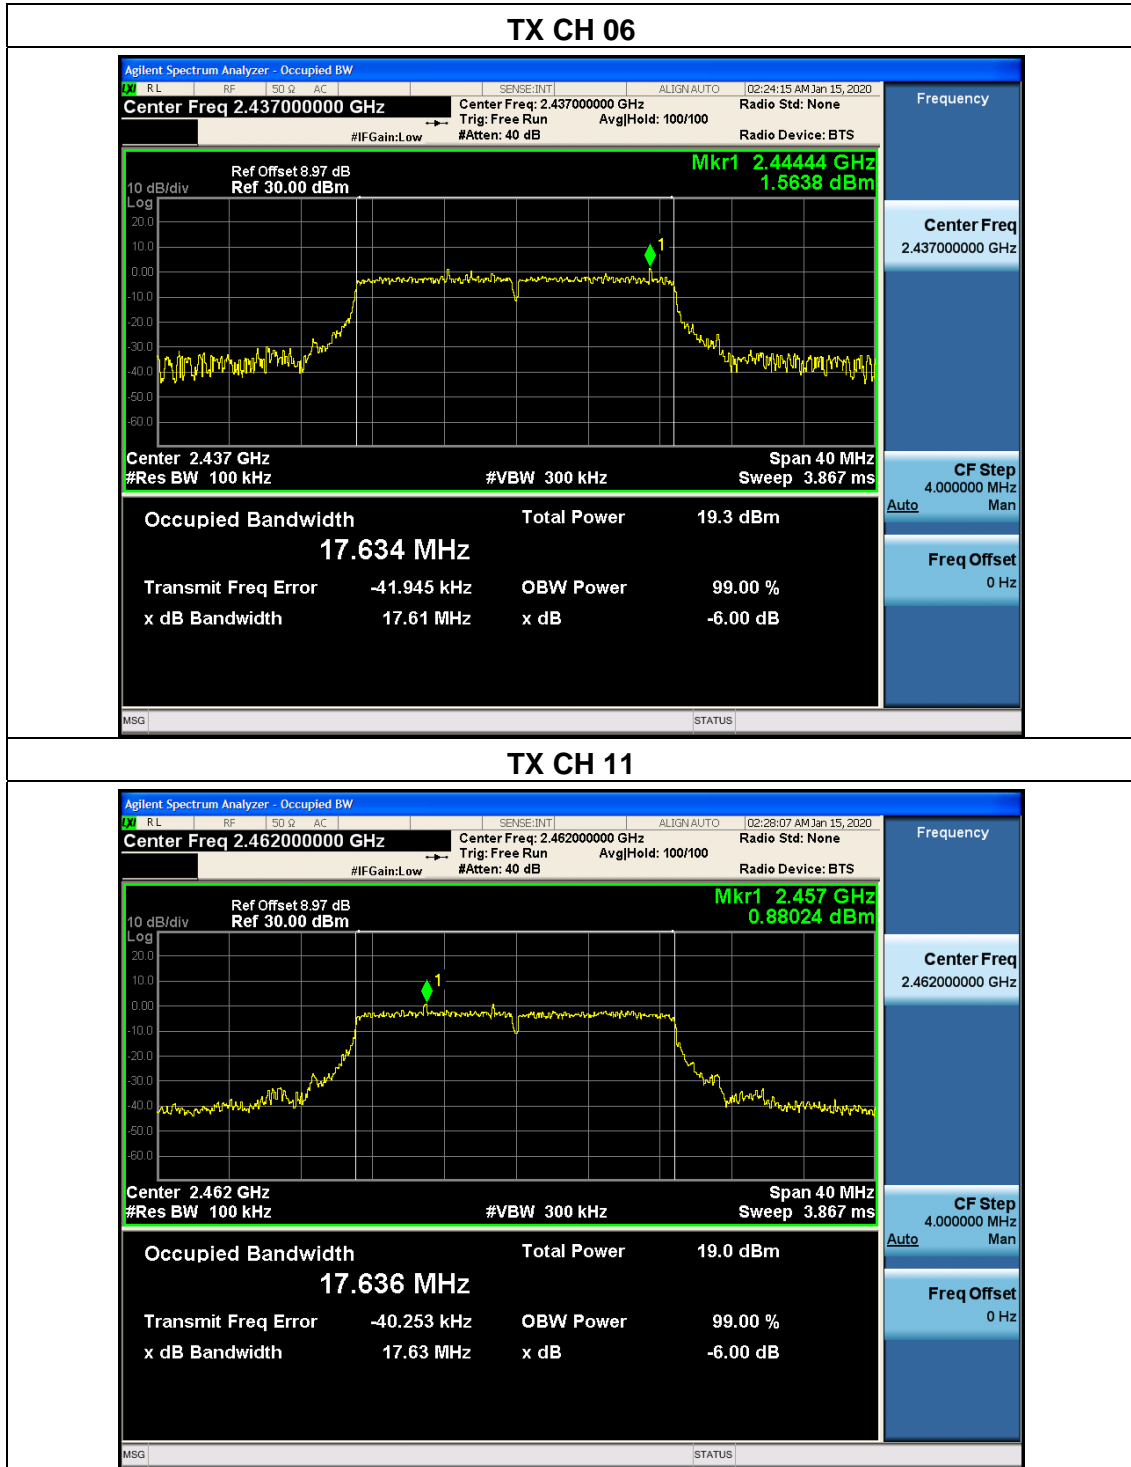 TX CH 06
Agilent Spectrum Analyzer - Occupied BW
LXI RL RF 50 Ω AC SENSE:INT ALIGN AUTO 02:24:15 AM Jan 15, 2020
Center Freq 2.437000000 GHz Center Freq: 2.437000000 GHz Radio Std: None
Trig: Free Run Avg|Hold: 100/100
#IFGain:Low #Atten: 40 dB Radio Device: BTS
Frequency
Mkr1 2.44444 GHz
1.5638 dBm
Ref Offset 8.97 dB
10 dB/div Ref 30.00 dBm
Log
20.0
10.0
0.00
-10.0
-20.0
-30.0
-40.0
-50.0
-60.0
1
Center 2.437 GHz Span 40 MHz
#Res BW 100 kHz #VBW 300 kHz Sweep 3.867 ms
Occupied Bandwidth Total Power 19.3 dBm
17.634 MHz
Transmit Freq Error -41.945 kHz OBW Power 99.00 %
x dB Bandwidth 17.61 MHz x dB -6.00 dB
Center Freq
2.437000000 GHz
CF Step
4.000000 MHz
Auto Man
Freq Offset
0 Hz
MSG STATUS
TX CH 11
Agilent Spectrum Analyzer - Occupied BW
LXI RL RF 50 Ω AC SENSE:INT ALIGN AUTO 02:28:07 AM Jan 15, 2020
Center Freq 2.462000000 GHz Center Freq: 2.462000000 GHz Radio Std: None
Trig: Free Run Avg|Hold: 100/100
#IFGain:Low #Atten: 40 dB Radio Device: BTS
Frequency
Mkr1 2.457 GHz
0.88024 dBm
Ref Offset 8.97 dB
10 dB/div Ref 30.00 dBm
Log
20.0
10.0
0.00
-10.0
-20.0
-30.0
-40.0
-50.0
-60.0
1
Center 2.462 GHz Span 40 MHz
#Res BW 100 kHz #VBW 300 kHz Sweep 3.867 ms
Occupied Bandwidth Total Power 19.0 dBm
17.636 MHz
Transmit Freq Error -40.253 kHz OBW Power 99.00 %
x dB Bandwidth 17.63 MHz x dB -6.00 dB
Center Freq
2.462000000 GHz
CF Step
4.000000 MHz
Auto Man
Freq Offset
0 Hz
MSG STATUS